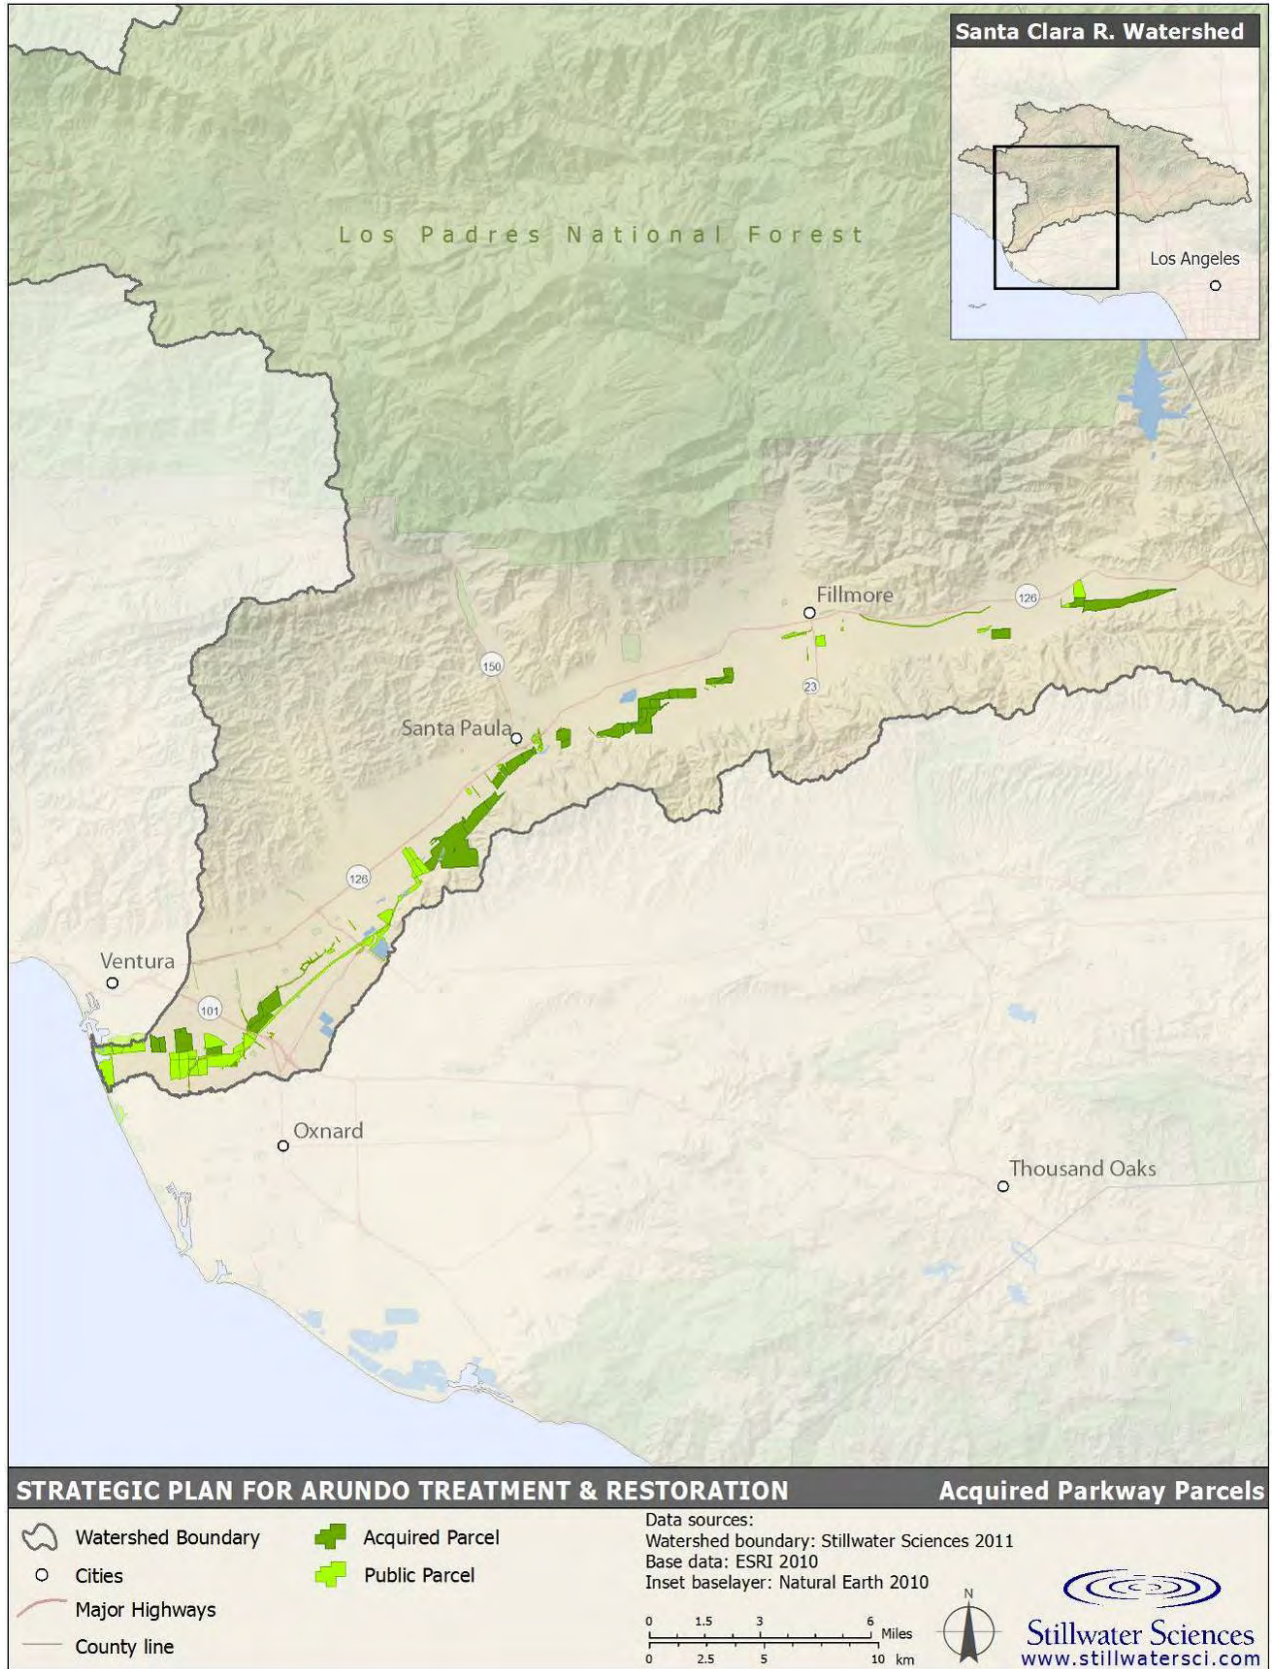 Santa Clara R. Watershed
Los Angeles
Los Padres National Forest
Fillmore
126
150
23
Santa Paula
126
Ventura
101
Oxnard
Thousand Oaks
STRATEGIC PLAN FOR ARUNDO TREATMENT & RESTORATION Acquired Parkway Parcels
Watershed Boundary
Cities
Major Highways
County line
Acquired Parcel
Public Parcel
Data sources:
Watershed boundary: Stillwater Sciences 2011
Base data: ESRI 2010
Inset baselayer: Natural Earth 2010
0 1.5 3 6 Miles
0 2.5 5 10 km
N
Stillwater Sciences
www.stillwatersci.com